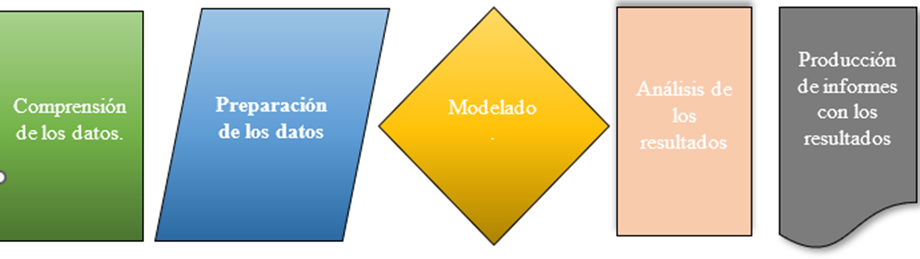 Comprensión
de los datos.
Preparación
de los datos
Modelado
.
Análisis de
los
resultados
Producción
de informes
con los
resultados